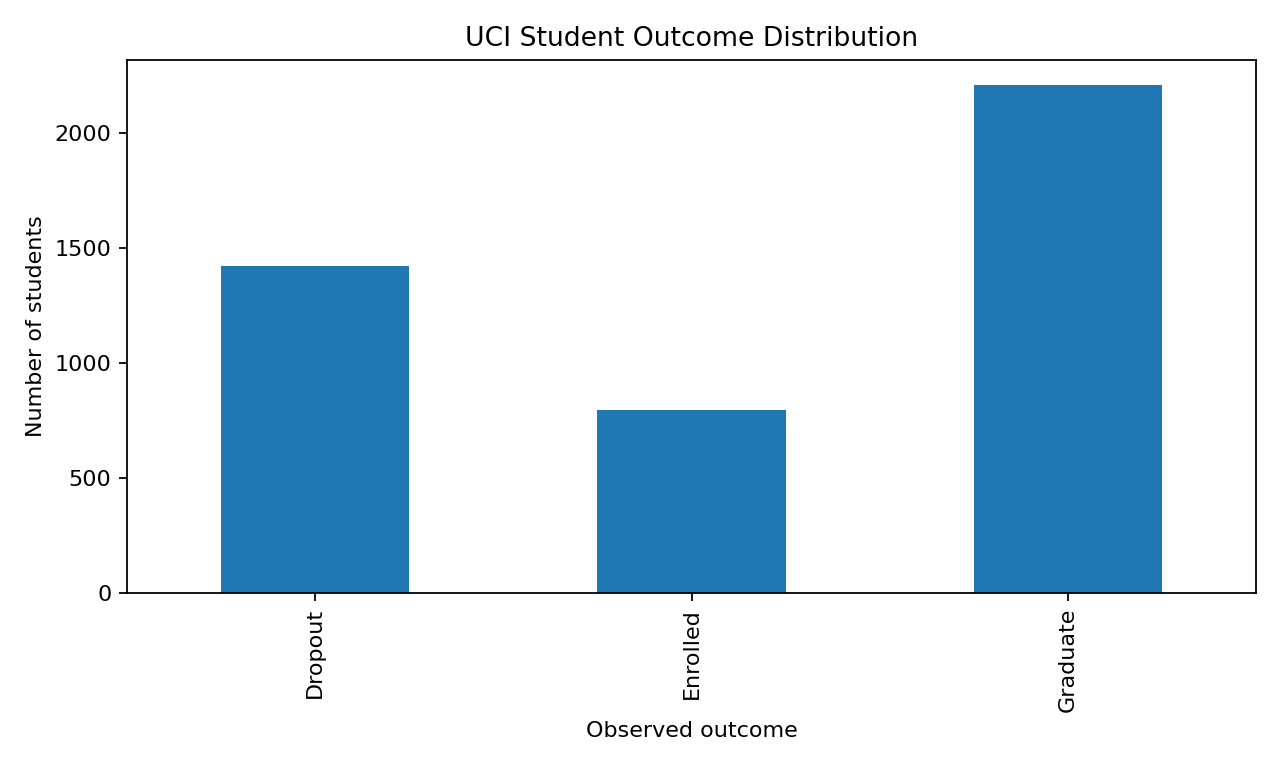 UCI Student Outcome Distribution
Number of students
2000
1500
1000
500
0
Dropout
Enrolled
Graduate
Observed outcome